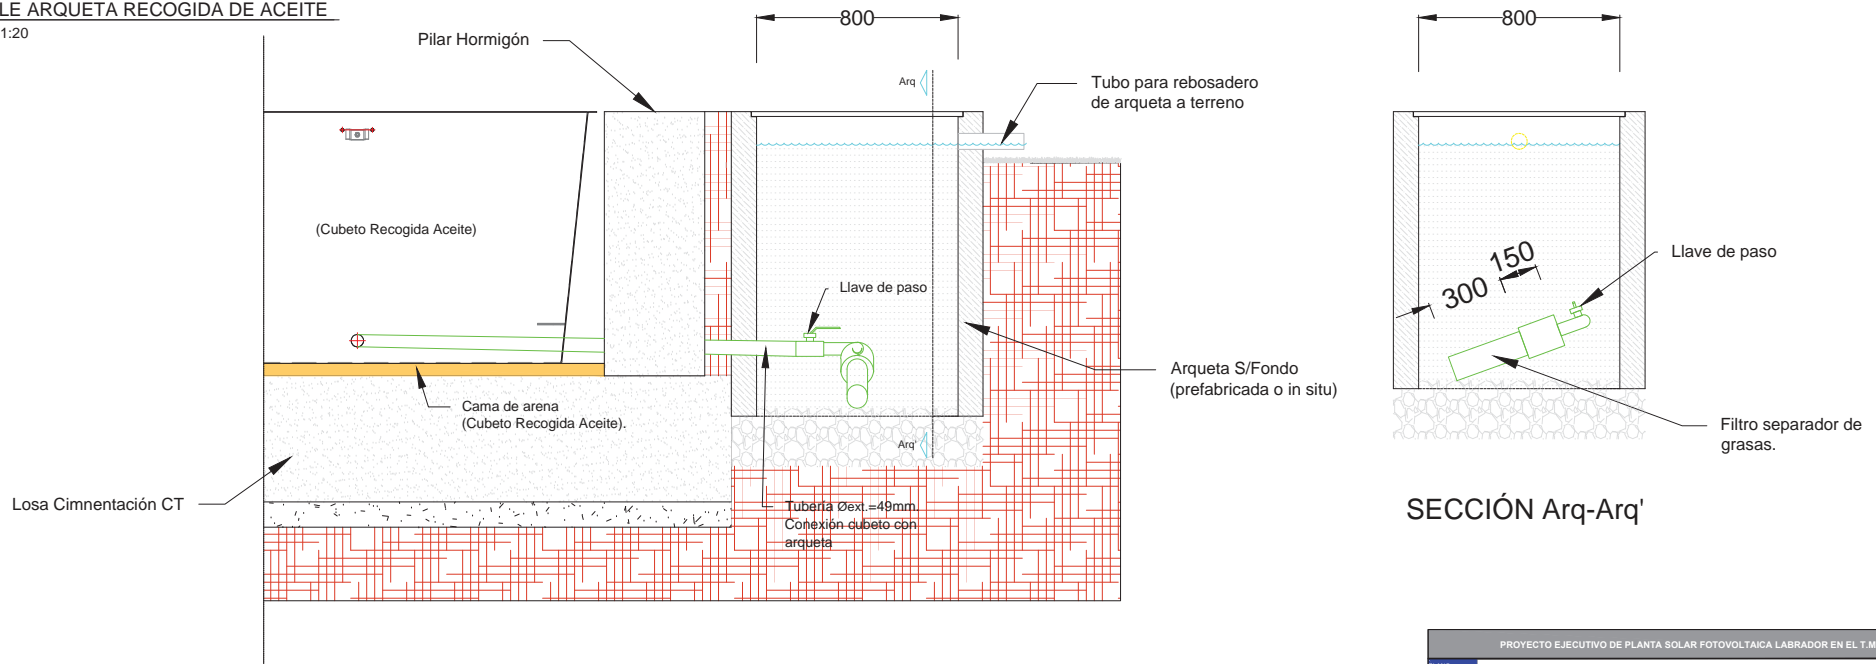 LE ARQUETA RECOGIDA DE ACEITE
1:20
Pilar Hormigón
800
Arq
Tubo para rebosadero
de arqueta a terreno
(Cubeto Recogida Aceite)
Llave de paso
Arqueta S/Fondo
(prefabricada o in situ)
Cama de arena
(Cubeto Recogida Aceite).
Arq'
Losa Cimnentación CT
Tubería Øext.=49mm.
Conexión cubeto con
arqueta
800
150
300
Llave de paso
Filtro separador de
grasas.
SECCIÓN Arq-Arq'
PROYECTO EJECUTIVO DE PLANTA SOLAR FOTOVOLTAICA LABRADOR EN EL T.M